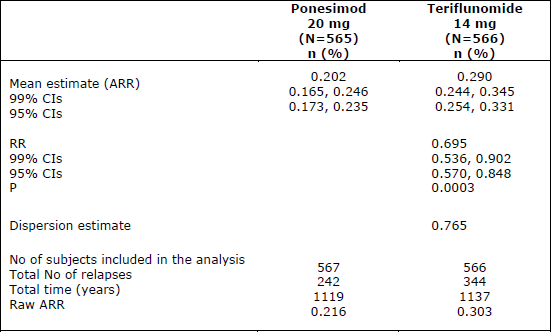 Ponesimod Teriflunomide
20 mg 14 mg
(N=565) (N=566)
n (%) n (%)
Mean estimate (ARR) 0.202 0.290
99% CIs 0.165, 0.246 0.244, 0.345
95% CIs 0.173, 0.235 0.254, 0.331
RR 0.695
99% CIs 0.536, 0.902
95% CIs 0.570, 0.848
P 0.0003
Dispersion estimate 0.765
No of subjects included in the analysis 567 566
Total No of relapses 242 344
Total time (years) 1119 1137
Raw ARR 0.216 0.303